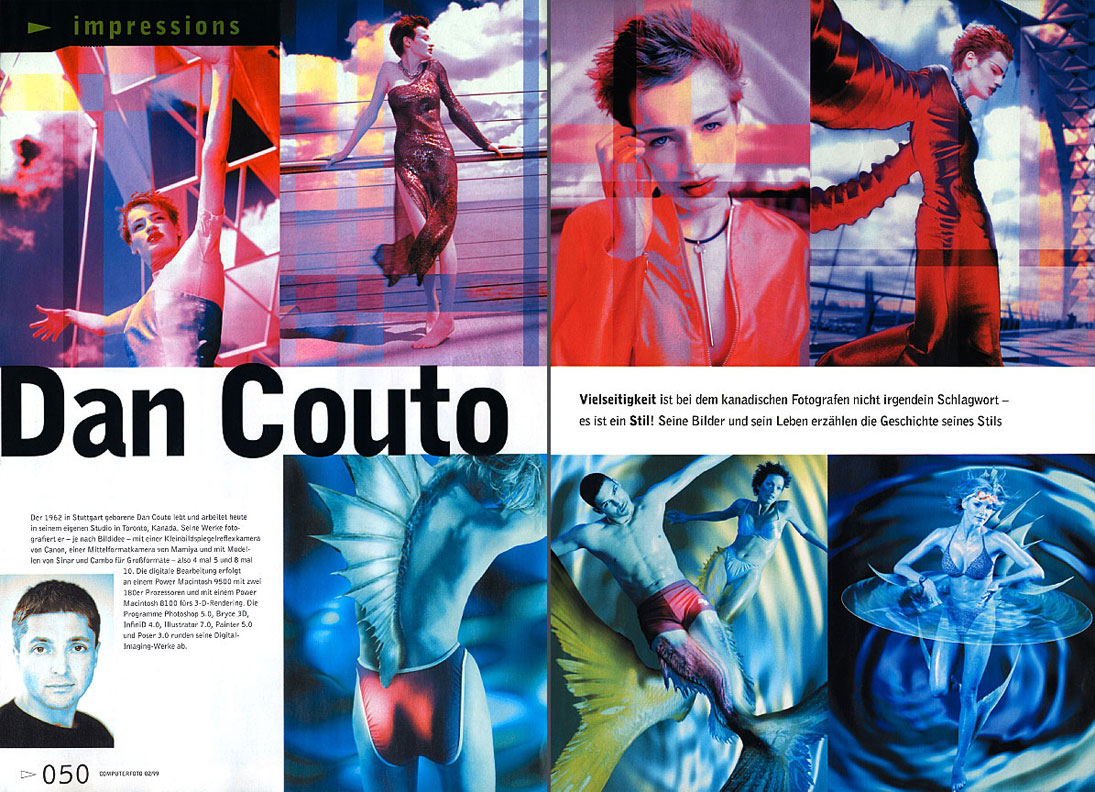 impressions
Dan Couto
Vielseitigkeit ist bei dem kanadischen Fotografen nicht irgendein Schlagwort –
es ist ein Stil! Seine Bilder und sein Leben erzählen die Geschichte seines Stils
Der 1962 in Stuttgart geborene Dan Couto lebt und arbeitet heute
in seinem eigenen Studio in Toronto, Kanada. Seine Werke foto-
grafiert er – je nach Bildidee – mit einer Kleinbildspiegelreflexkamera
von Canon, einer Mittelformatkamera von Mamiya und mit Model-
len von Sinar und Cambo für Großformate – also 4 mal 5 und 8 mal
10. Die digitale Bearbeitung erfolgt
an einem Power Macintosh 9500 mit zwei
180er Prozessoren und mit einem Power
Macintosh 8100 fürs 3-D-Rendering. Die
Programme Photoshop 5.0, Bryce 3D,
InfiniD 4.0, Illustrator 7.0, Painter 5.0
und Poser 3.0 runden seine Digital-
Imaging-Werke ab.
050 COMPUTERFOTO 02/99